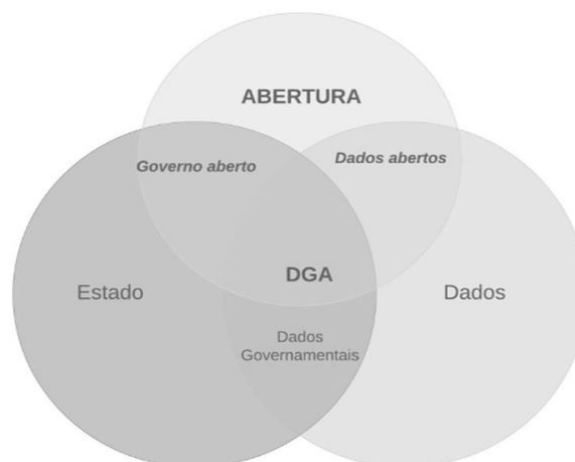 ABERTURA
Governo aberto
Dados abertos
DGA
Estado
Dados
Dados
Governamentais